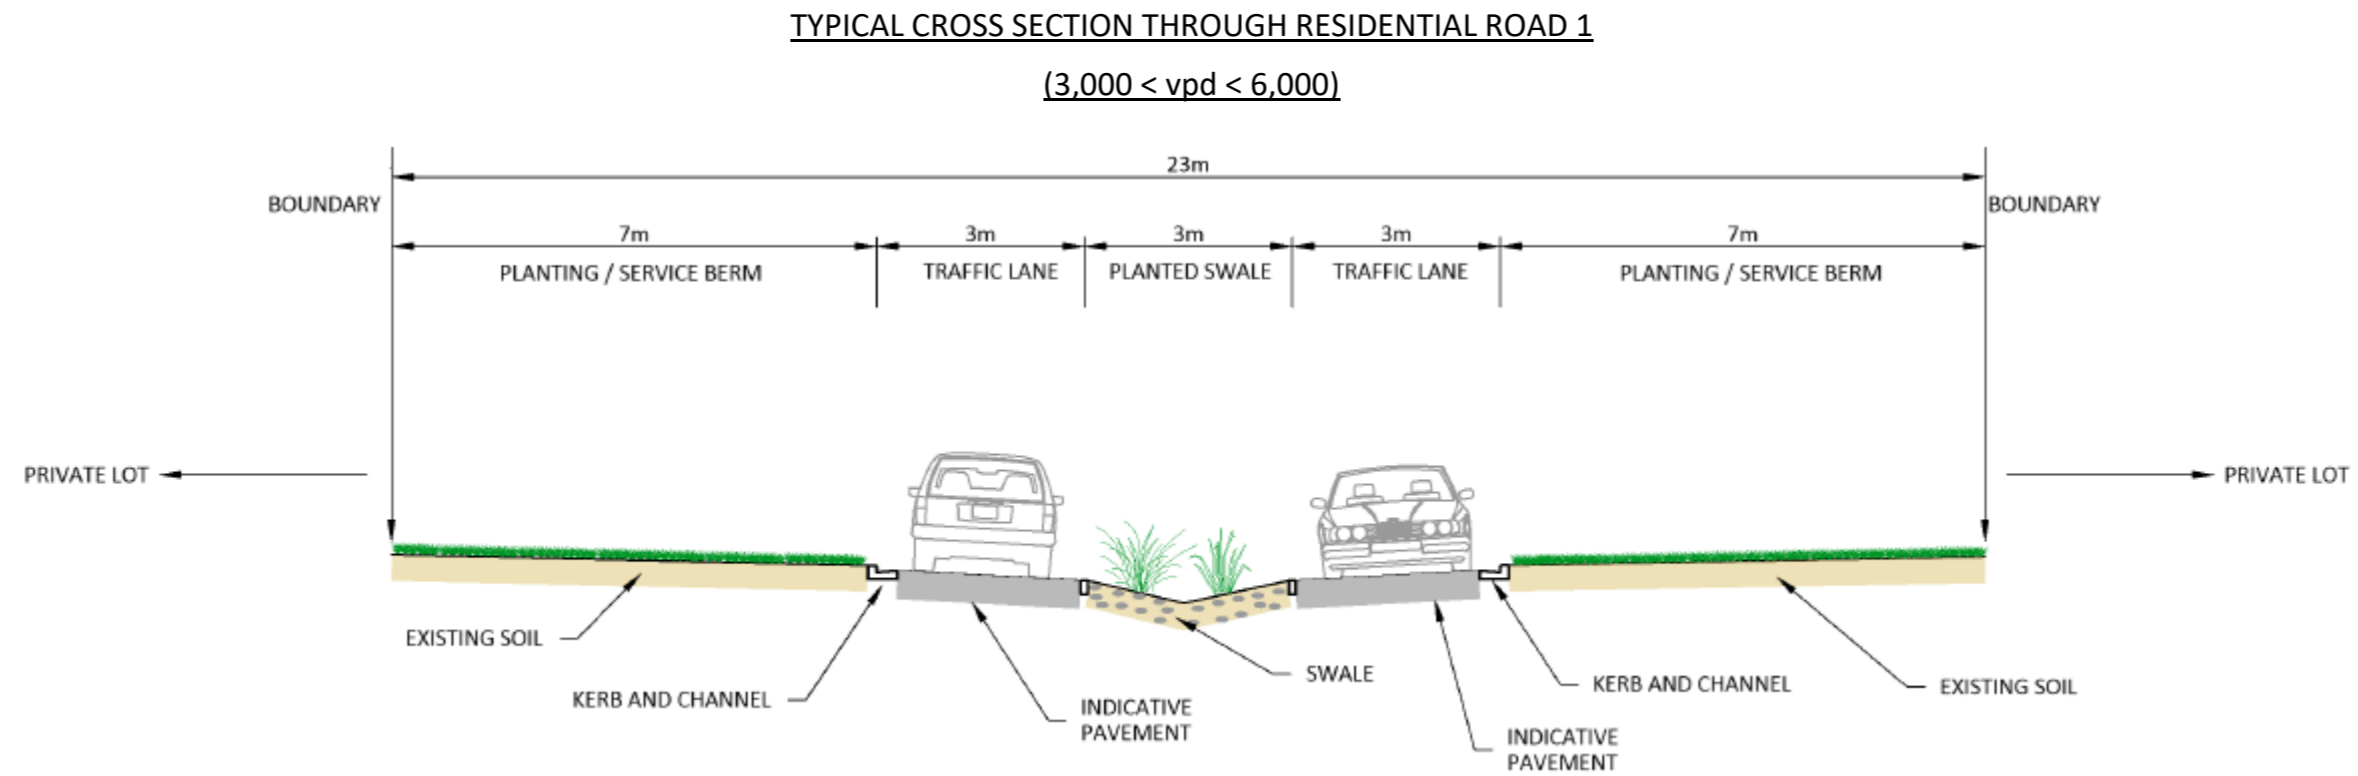 TYPICAL CROSS SECTION THROUGH RESIDENTIAL ROAD 1
(3,000 < vpd < 6,000)
23m
BOUNDARY
BOUNDARY
7m
3m
3m
3m
7m
PLANTING / SERVICE BERM
TRAFFIC LANE
PLANTED SWALE
TRAFFIC LANE
PLANTING / SERVICE BERM
PRIVATE LOT
PRIVATE LOT
EXISTING SOIL
KERB AND CHANNEL
INDICATIVE
PAVEMENT
SWALE
INDICATIVE
PAVEMENT
KERB AND CHANNEL
EXISTING SOIL